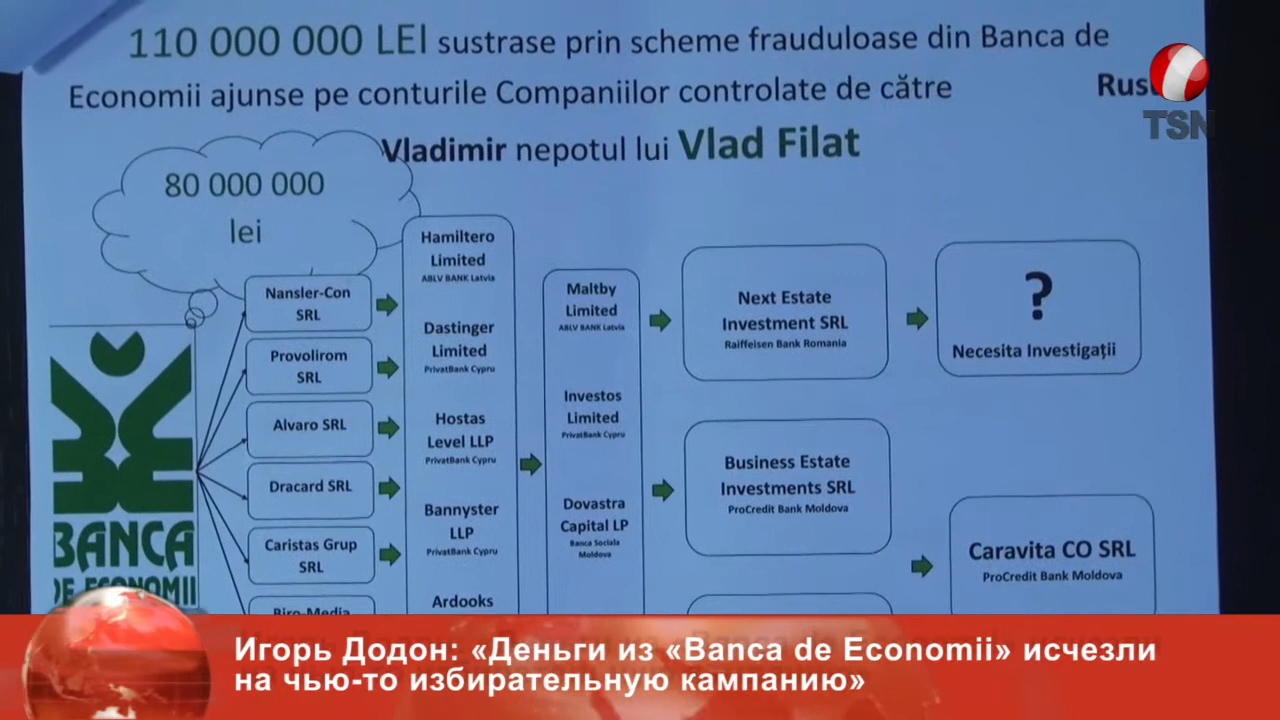 110 000 000 LEI sustrase prin scheme frauduloase din Banca de
Economii ajunse pe conturile Companiilor controlate de către
Vladimir nepotul lui Vlad Filat
TSN
80 000 000
lei
BANCA
DE ECONOMII
Nansler-Con
SRL
Provolirom
SRL
Alvaro SRL
Dracard SRL
Caristas Grup
SRL
Biro-Media
Hamiltero
Limited
ABLV BANK Latvia
Dastinger
Limited
PrivatBank Cypru
Hostas
Level LLP
PrivatBank Cypru
Bannyster
LLP
PrivatBank Cypru
Ardooks
Maltby
Limited
ABLV BANK Latvia
Investos
Limited
PrivatBank Cypru
Dovastra
Capital LP
Banca Sociala
Moldova
Next Estate
Investment SRL
Raiffeisen Bank Romania
Business Estate
Investments SRL
ProCredit Bank Moldova
?
Necesita Investigații
Caravita CO SRL
ProCredit Bank Moldova
Игорь Додон: «Деньги из «Banca de Economii» исчезли
на чью-то избирательную кампанию»